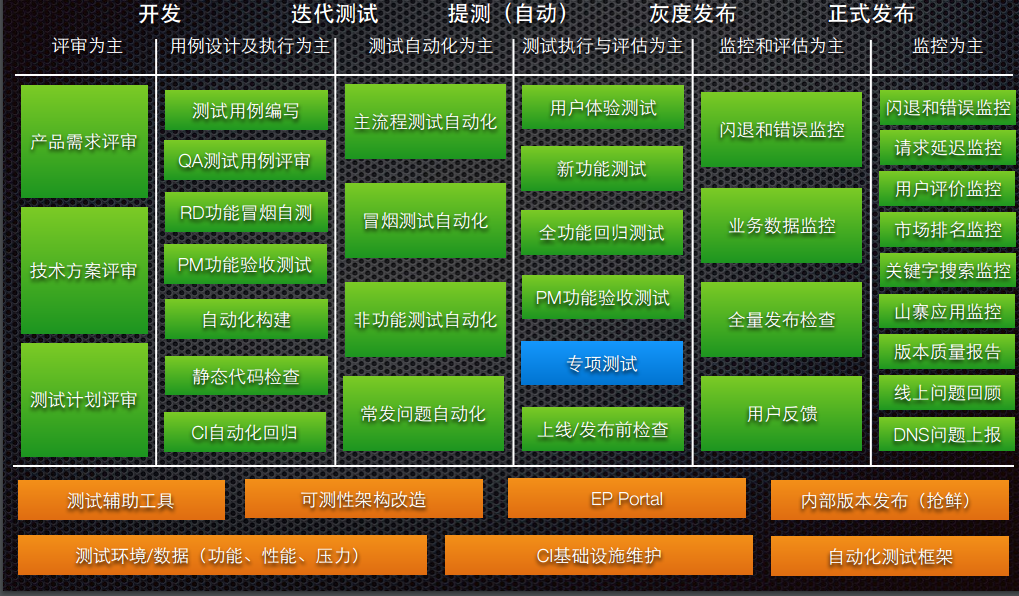 开发
迭代测试
提测（自动）
灰度发布
正式发布
评审为主
用例设计及执行为主
测试自动化为主
测试执行与评估为主
监控和评估为主
监控为主
产品需求评审
技术方案评审
测试计划评审
测试用例编写
QA测试用例评审
RD功能冒烟自测
PM功能验收测试
自动化构建
静态代码检查
CI自动化回归
主流程测试自动化
冒烟测试自动化
非功能测试自动化
常发问题自动化
用户体验测试
新功能测试
全功能回归测试
PM功能验收测试
专项测试
上线/发布前检查
闪退和错误监控
业务数据监控
全量发布检查
用户反馈
闪退和错误监控
请求延迟监控
用户评价监控
市场排名监控
关键字搜索监控
山寨应用监控
版本质量报告
线上问题回顾
DNS问题上报
测试辅助工具
可测性架构改造
EP Portal
内部版本发布（抢鲜）
测试环境/数据（功能、性能、压力）
CI基础设施维护
自动化测试框架